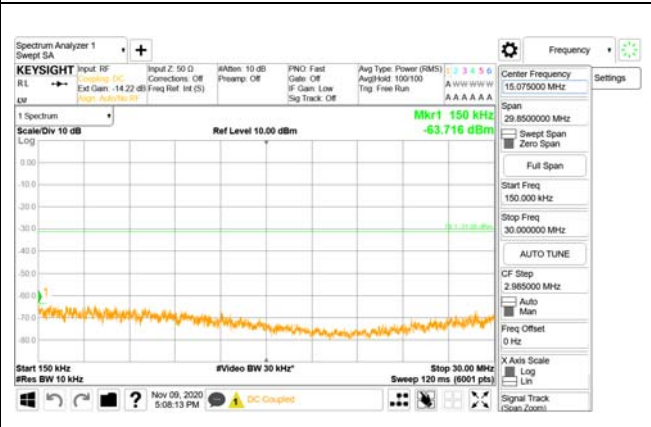 Spectrum Analyzer 1
Swept SA
Frequency
KEYSIGHT
RL
Input: RF
Coupling: DC
Ext Gain: -14.22 dB
Align: Auto/No RF
Input Z: 50 Ω
Corrections: Off
Freq Ref: Int (S)
#Atten: 10 dB
Preamp: Off
PNO: Fast
Gate: Off
IF Gain: Low
Sig Track: Off
Avg Type: Power (RMS)
Avg|Hold: 100/100
Trig: Free Run
1 2 3 4 5 6
A W W W W W
A A A A A A
1 Spectrum
Scale/Div 10 dB
Log
Ref Level 10.00 dBm
Mkr1 150 kHz
-63.716 dBm
0.00
-10.0
-20.0
-30.0
-40.0
-50.0
-60.0
-70.0
-80.0
1
Start 150 kHz
#Res BW 10 kHz
#Video BW 30 kHz*
Stop 30.00 MHz
Sweep 120 ms (6001 pts)
Nov 09, 2020
5:08:13 PM
1
DC Coupled
Center Frequency
15.075000 MHz
Settings
Span
29.8500000 MHz
Swept Span
Zero Span
Full Span
Start Freq
150.000 kHz
Stop Freq
30.000000 MHz
AUTO TUNE
CF Step
2.985000 MHz
Auto
Man
Freq Offset
0 Hz
X Axis Scale
Log
Lin
Signal Track
(Span Zoom)